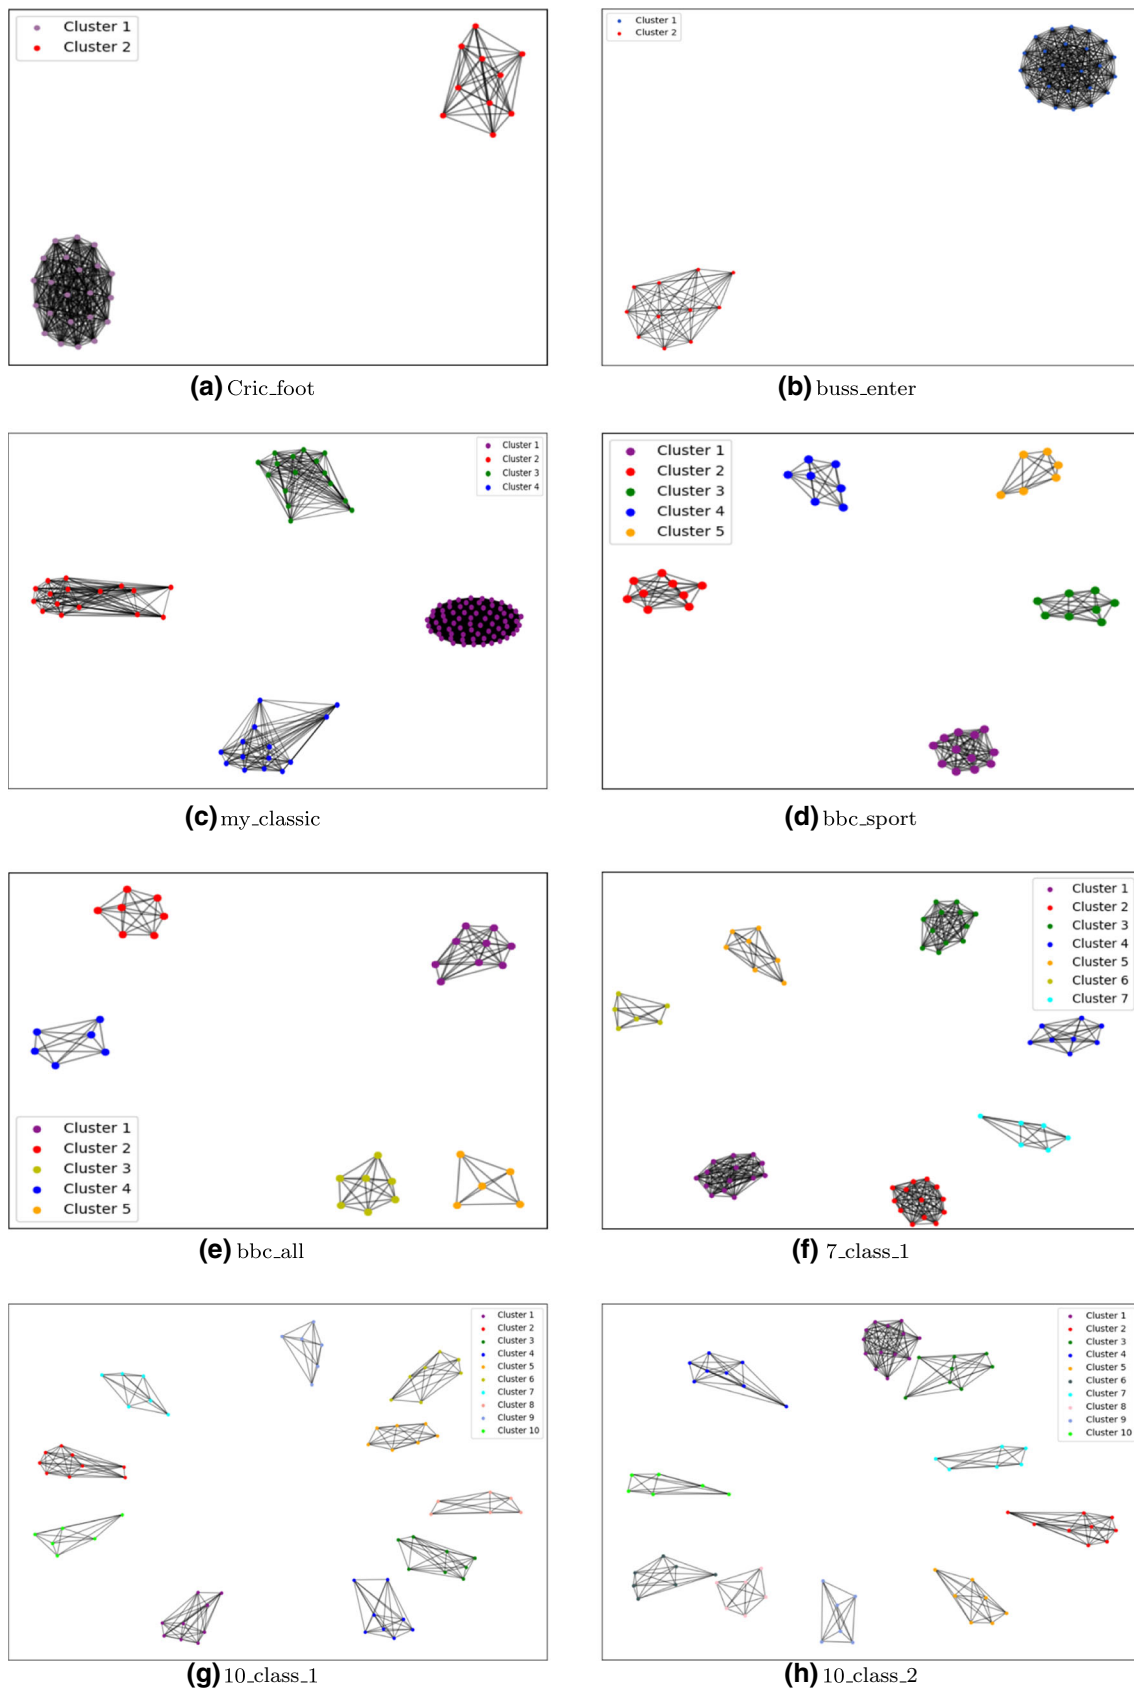 Cluster 1
Cluster 2
(a) Cric_foot
Cluster 1
Cluster 2
(b) buss_enter
Cluster 1
Cluster 2
Cluster 3
Cluster 4
(c) my_classic
Cluster 1
Cluster 2
Cluster 3
Cluster 4
Cluster 5
(d) bbc_sport
Cluster 1
Cluster 2
Cluster 3
Cluster 4
Cluster 5
(e) bbc_all
Cluster 1
Cluster 2
Cluster 3
Cluster 4
Cluster 5
Cluster 6
Cluster 7
(f) 7_class_1
Cluster 1
Cluster 2
Cluster 3
Cluster 4
Cluster 5
Cluster 6
Cluster 7
Cluster 8
Cluster 9
Cluster 10
(g) 10_class_1
Cluster 1
Cluster 2
Cluster 3
Cluster 4
Cluster 5
Cluster 6
Cluster 7
Cluster 8
Cluster 9
Cluster 10
(h) 10_class_2